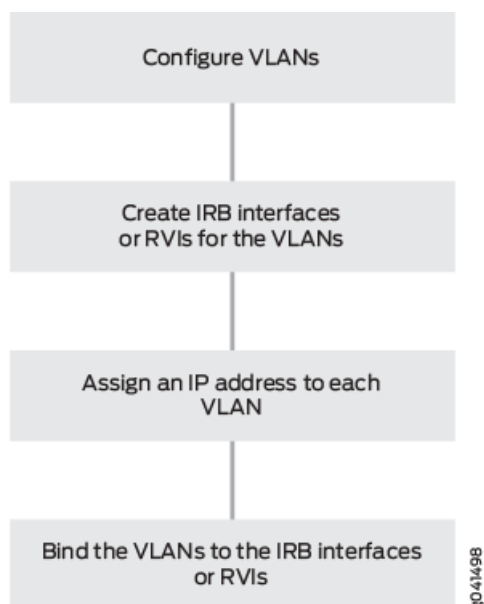 Configure VLANs
Create IRB interfaces
or RVIs for the VLANs
Assign an IP address to each
VLAN
Bind the VLANs to the IRB interfaces
or RVIs
g041498